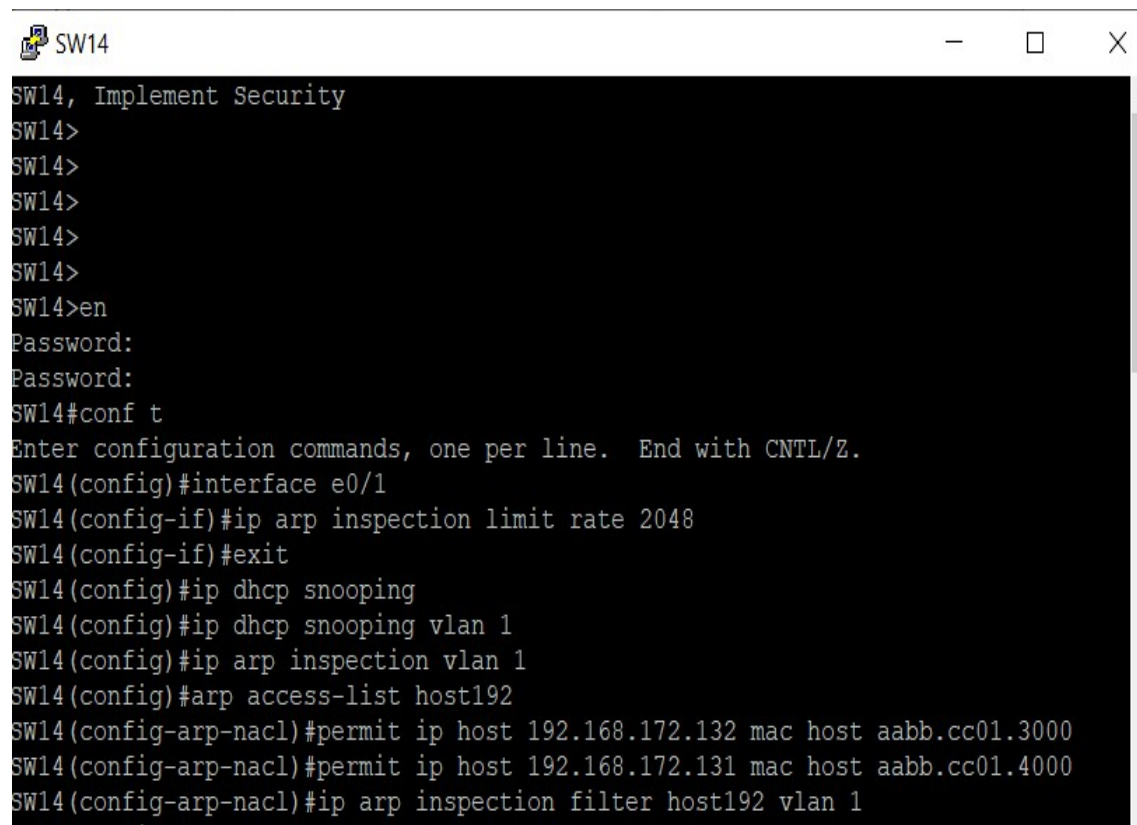 SW14
SW14, Implement Security
SW14>
SW14>
SW14>
SW14>
SW14>
SW14>en
Password:
Password:
SW14#conf t
Enter configuration commands, one per line.  End with CNTL/Z.
SW14(config)#interface e0/1
SW14(config-if)#ip arp inspection limit rate 2048
SW14(config-if)#exit
SW14(config)#ip dhcp snooping
SW14(config)#ip dhcp snooping vlan 1
SW14(config)#ip arp inspection vlan 1
SW14(config)#arp access-list host192
SW14(config-arp-nacl)#permit ip host 192.168.172.132 mac host aabb.cc01.3000
SW14(config-arp-nacl)#permit ip host 192.168.172.131 mac host aabb.cc01.4000
SW14(config-arp-nacl)#ip arp inspection filter host192 vlan 1